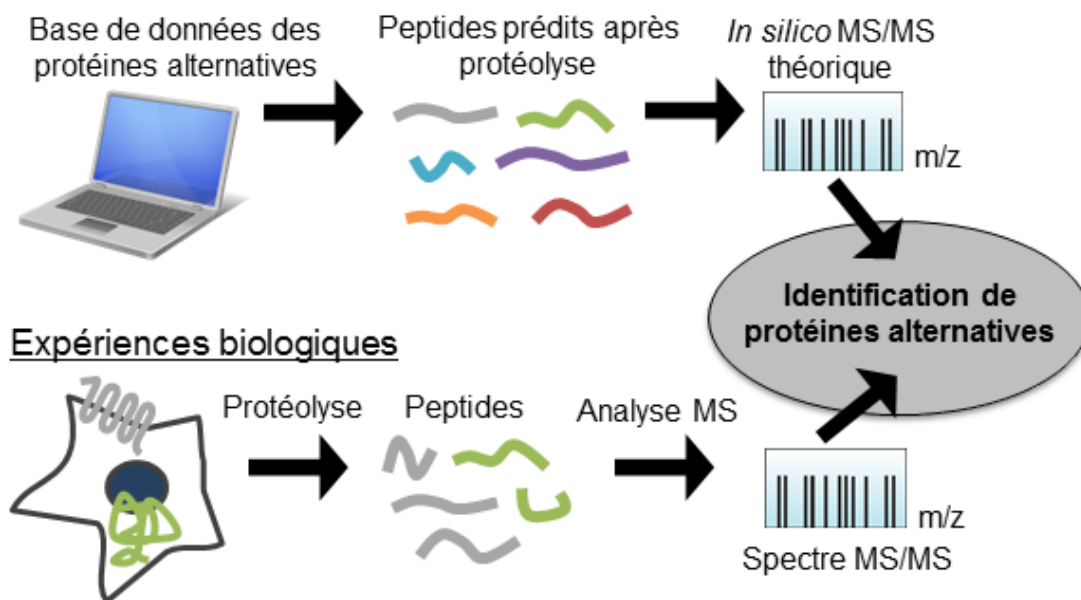 Base de données des
protéines alternatives
Peptides prédits après
protéolyse
In silico MS/MS
théorique
m/z
Identification de
protéines alternatives
Expériences biologiques
Protéolyse
Peptides
Analyse MS
m/z
Spectre MS/MS